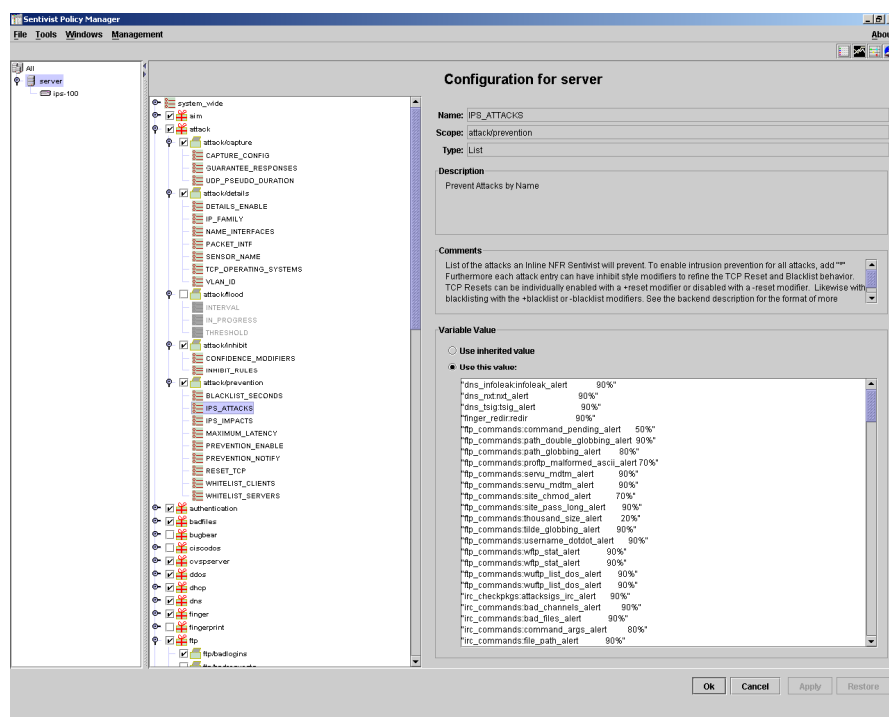 Sentivist Policy Manager
File Tools Windows Management
Abou
All
server
ips-100
system_wide
aim
attack
attack/capture
CAPTURE_CONFIG
GUARANTEE_RESPONSES
UDP_PSEUDO_DURATION
attack/details
DETAILS_ENABLE
IP_FAMILY
NAME_INTERFACES
PACKET_INTF
SENSOR_NAME
TCP_OPERATING_SYSTEMS
VLAN_ID
attack/flood
INTERVAL
IN_PROGRESS
THRESHOLD
attack/inhibit
CONFIDENCE_MODIFIERS
INHIBIT_RULES
attack/prevention
BLACKLIST_SECONDS
IPS_ATTACKS
IPS_IMPACTS
MAXIMUM_LATENCY
PREVENTION_ENABLE
PREVENTION_NOTIFY
RESET_TCP
WHITELIST_CLIENTS
WHITELIST_SERVERS
authentication
badfiles
bugbear
ciscodos
cvspserver
ddos
dhcp
dns
finger
fingerprint
ftp
ftp/badlogins
Configuration for server
Name: IPS_ATTACKS
Scope: attack/prevention
Type: List
Description
Prevent Attacks by Name
Comments
List of the attacks an Inline NFR Sentivist will prevent. To enable intrusion prevention for all attacks, add "*"
Furthermore each attack entry can have inhibit style modifiers to refine the TCP Reset and Blacklist behavior.
TCP Resets can be individually enabled with a +reset modifier or disabled with a -reset modifier. Likewise with
blacklisting with the +blacklist or -blacklist modifiers. See the backend description for the format of more
Variable Value
Use inherited value
Use this value:
"dns_infoleak:infoleak_alert 90%"
"dns_nxt:nxt_alert 90%"
"dns_tsig:tsig_alert 90%"
"finger_redir:redir 90%"
"ftp_commands:command_pending_alert 50%"
"ftp_commands:path_double_globbing_alert 90%"
"ftp_commands:path_globbing_alert 80%"
"ftp_commands:proftp_malformed_ascii_alert 70%"
"ftp_commands:servu_mdtm_alert 90%"
"ftp_commands:servu_mdtm_alert 90%"
"ftp_commands:site_chmod_alert 70%"
"ftp_commands:site_pass_long_alert 90%"
"ftp_commands:thousand_size_alert 20%"
"ftp_commands:tilde_globbing_alert 90%"
"ftp_commands:username_dotdot_alert 90%"
"ftp_commands:wftp_stat_alert 90%"
"ftp_commands:wftp_stat_alert 90%"
"ftp_commands:wuftp_list_dos_alert 90%"
"ftp_commands:wuftp_list_dos_alert 90%"
"irc_checkpkgs:attacksigs_irc_alert 90%"
"irc_commands:bad_channels_alert 90%"
"irc_commands:bad_files_alert 90%"
"irc_commands:command_args_alert 80%"
"irc_commands:file_path_alert 90%"
Ok Cancel Apply Restore